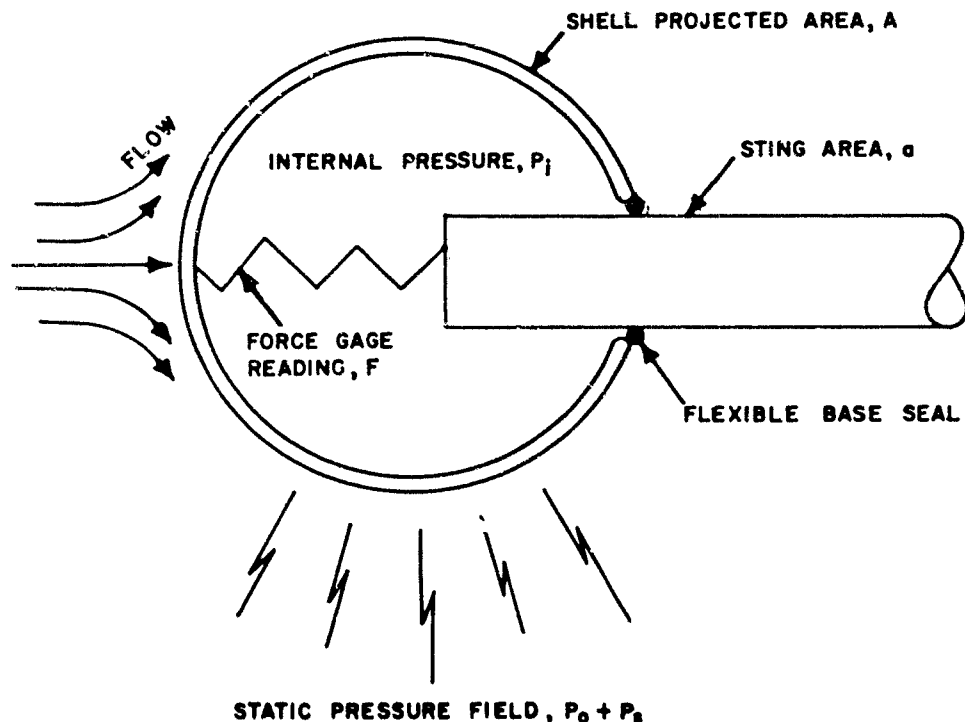 SHELL PROJECTED AREA, A
FLOW
INTERNAL PRESSURE, Pi
STING AREA, a
FORCE GAGE
READING, F
FLEXIBLE BASE SEAL
STATIC PRESSURE FIELD, Po + Ps